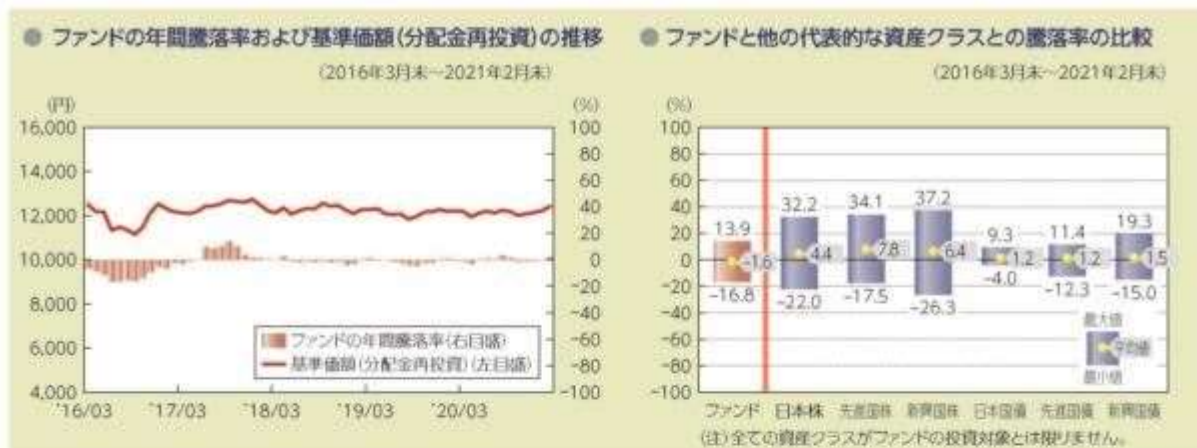 ● ファンドの年間騰落率および基準価額(分配金再投資)の推移
(2016年3月末~2021年2月末)
(円)
(%)
16,000
100
80
14,000
60
12,000
40
20
10,000
0
-20
8,000
-40
6,000
-60
-80
4,000
-100
ファンドの年間騰落率(右目盛)
基準価額(分配金再投資)(左目盛)
'16/03 '17/03 '18/03 '19/03 '20/03
● ファンドと他の代表的な資産クラスとの騰落率の比較
(2016年3月末~2021年2月末)
(%)
100
80
60
40
20
0
-20
-40
-60
-80
-100
13.9 32.2 34.1 37.2 9.3 11.4 19.3
-1.6 4.4 7.8 6.4 1.2 1.2 1.5
-16.8 -22.0 -17.5 -26.3 -4.0 -12.3 -15.0
最大値
平均値
最小値
ファンド 日本株 先進国株 新興国株 日本国債 先進国債 新興国債
(注)全ての資産クラスがファンドの投資対象とは限りません。